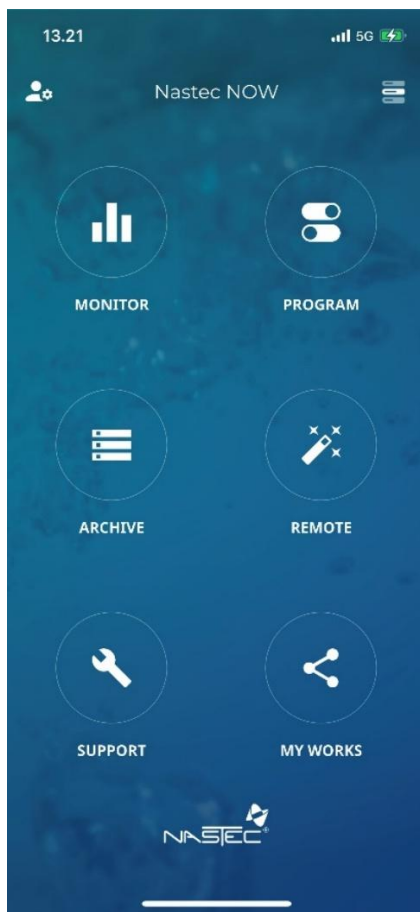 13.21 5G
Nastec NOW
MONITOR PROGRAM
ARCHIVE REMOTE
SUPPORT MY WORKS
NASTEC®